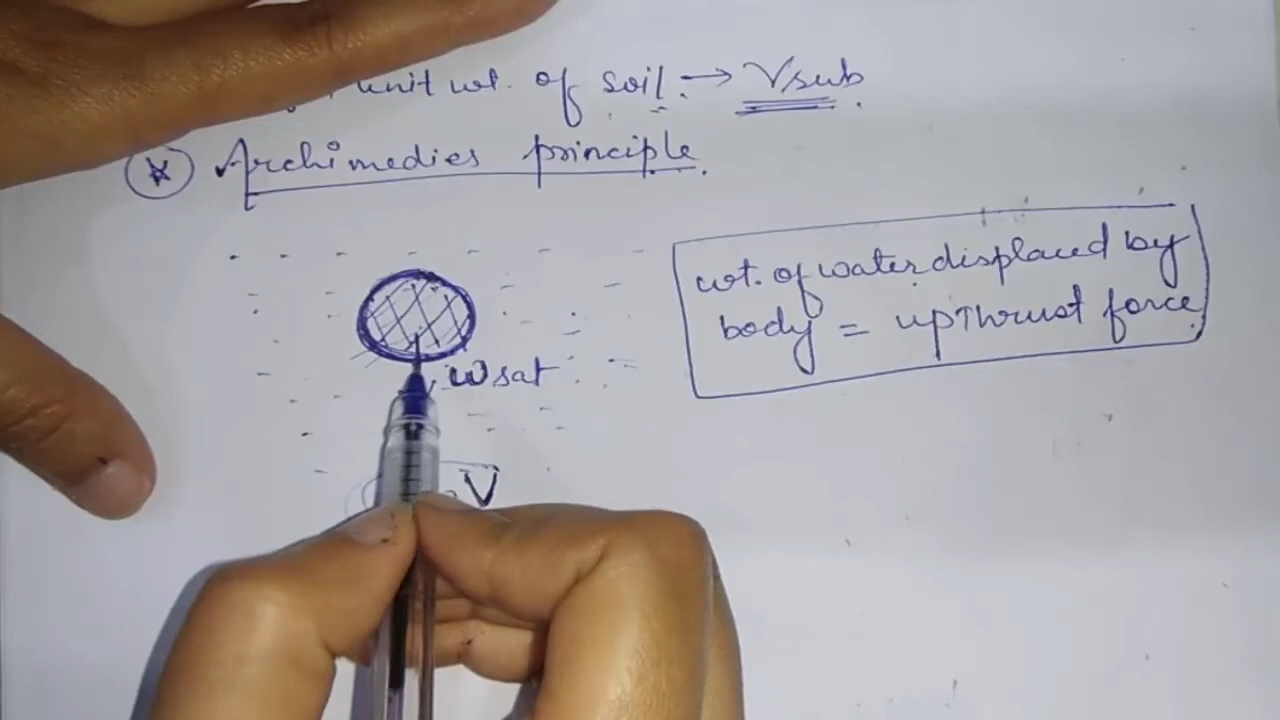 unit wt. of soil. → γsub.
* Archimedies principle.
wt. of water displaced by
body = upthrust force.
wsat
V